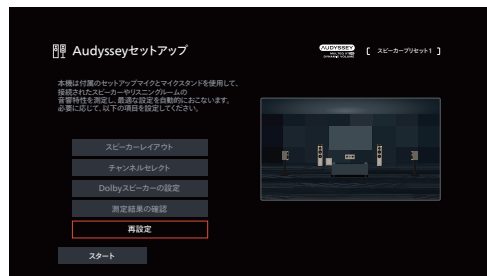 Audysseyセットアップ
AUDYSSEY
MULTEQ XT32
DYNAMIC VOLUME
[ スピーカープリセット1 ]
本機は付属のセットアップマイクとマイクスタンドを使用して、
接続されたスピーカーやリスニングルームの
音響特性を測定し、最適な設定を自動的におこないます。
必要に応じて、以下の項目を設定してください。
スピーカーレイアウト
チャンネルセレクト
Dolbyスピーカーの設定
測定結果の確認
再設定
スタート